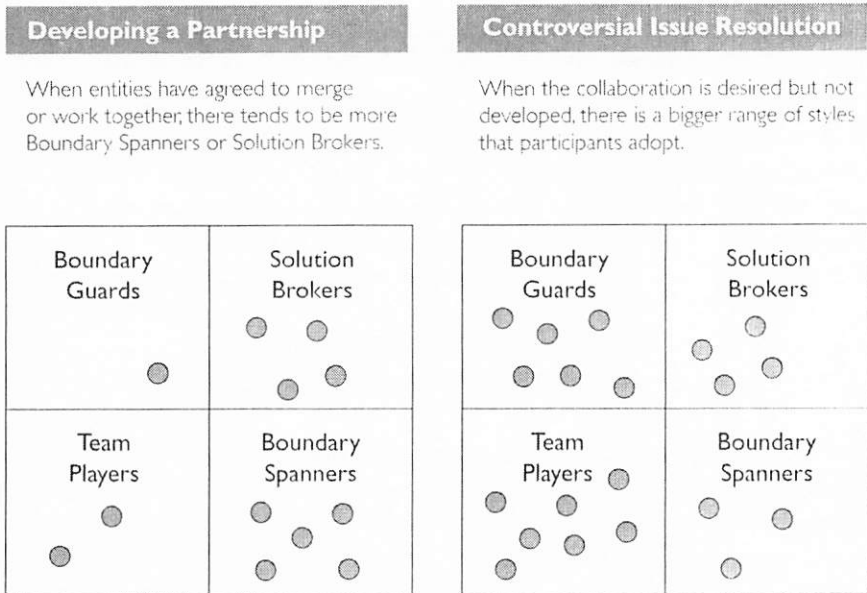 Developing a Partnership
When entities have agreed to merge
or work together, there tends to be more
Boundary Spanners or Solution Brokers.
Boundary
Guards
Solution
Brokers
Team
Players
Boundary
Spanners
Controversial Issue Resolution
When the collaboration is desired but not
developed, there is a bigger range of styles
that participants adopt.
Boundary
Guards
Solution
Brokers
Team
Players
Boundary
Spanners